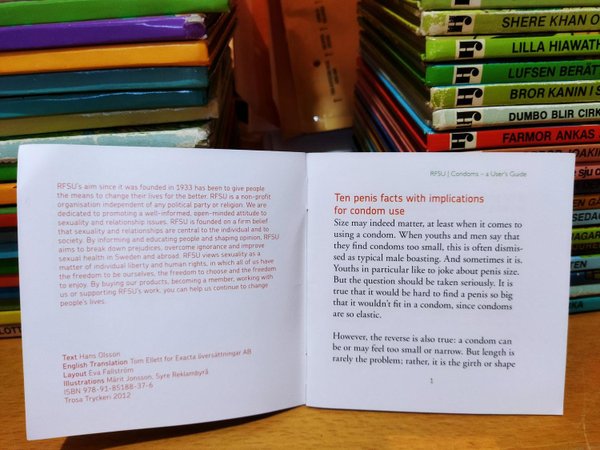 SHERE KHAN O
LILLA HIAWATH
LUFSEN BERÄTT
BROR KANIN I S
DUMBO BLIR CIRK
FARMOR ANKAS
RFSU's aim since it was founded in 1933 has been to give people
the means to change their lives for the better. RFSU is a non-profit
organisation independent of any political party or religion. We are
dedicated to promoting a well-informed, open-minded attitude to
sexuality and relationship issues. RFSU is founded on a firm belief
that sexuality and relationships are central to the individual and to
society. By informing and educating people and shaping opinion, RFSU
aims to break down prejudices, overcome ignorance and improve
sexual health in Sweden and abroad. RFSU views sexuality as a
matter of individual liberty and human rights, in which all of us have
the freedom to be ourselves, the freedom to choose and the freedom
to enjoy. By buying our products, becoming a member, working with
us or supporting RFSU's work, you can help us continue to change
people's lives.
Text Hans Olsson
English Translation Tom Ellett for Exacta översättningar AB
Layout Eva Fallström
Illustrations Märit Jonsson, Syre Reklambyrå
ISBN 978-91-85188-37-6
Trosa Tryckeri 2012
RFSU | Condoms – a User's Guide
Ten penis facts with implications
for condom use
Size may indeed matter, at least when it comes to
using a condom. When youths and men say that
they find condoms too small, this is often dismis-
sed as typical male boasting. And sometimes it is.
Youths in particular like to joke about penis size.
But the question should be taken seriously. It is
true that it would be hard to find a penis so big
that it wouldn't fit in a condom, since condoms
are so elastic.
However, the reverse is also true: a condom can
be or may feel too small or narrow. But length is
rarely the problem; rather, it is the girth or shape
1